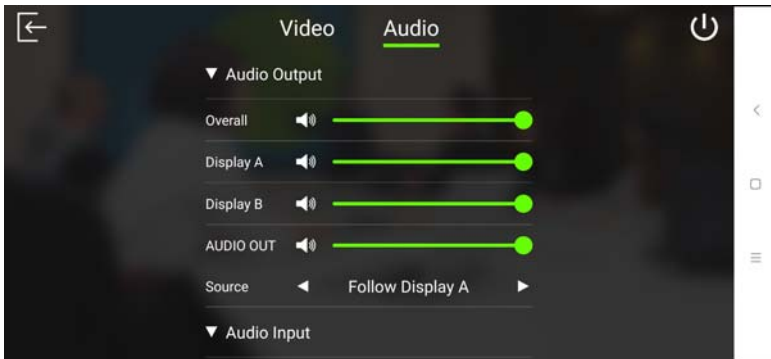 Video Audio
Audio Output
Overall
Display A
Display B
AUDIO OUT
Source Follow Display A
Audio Input